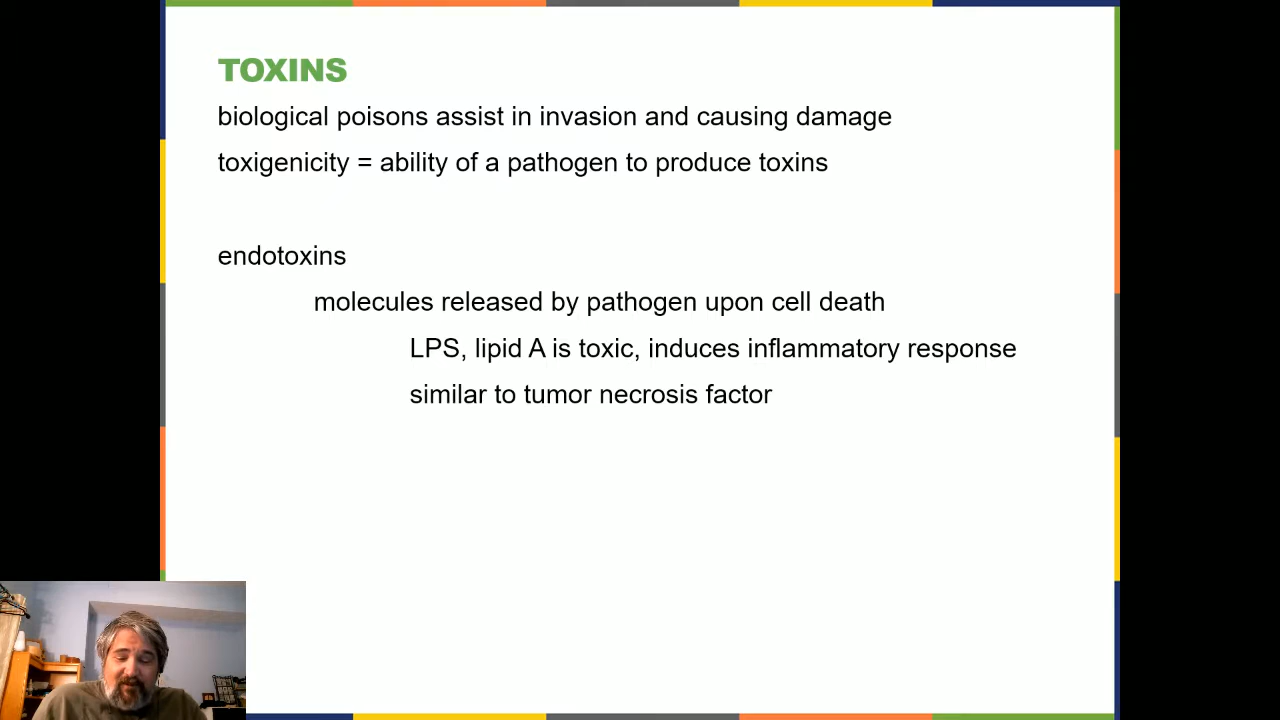 TOXINS
biological poisons assist in invasion and causing damage
toxigenicity = ability of a pathogen to produce toxins
endotoxins
molecules released by pathogen upon cell death
LPS, lipid A is toxic, induces inflammatory response
similar to tumor necrosis factor